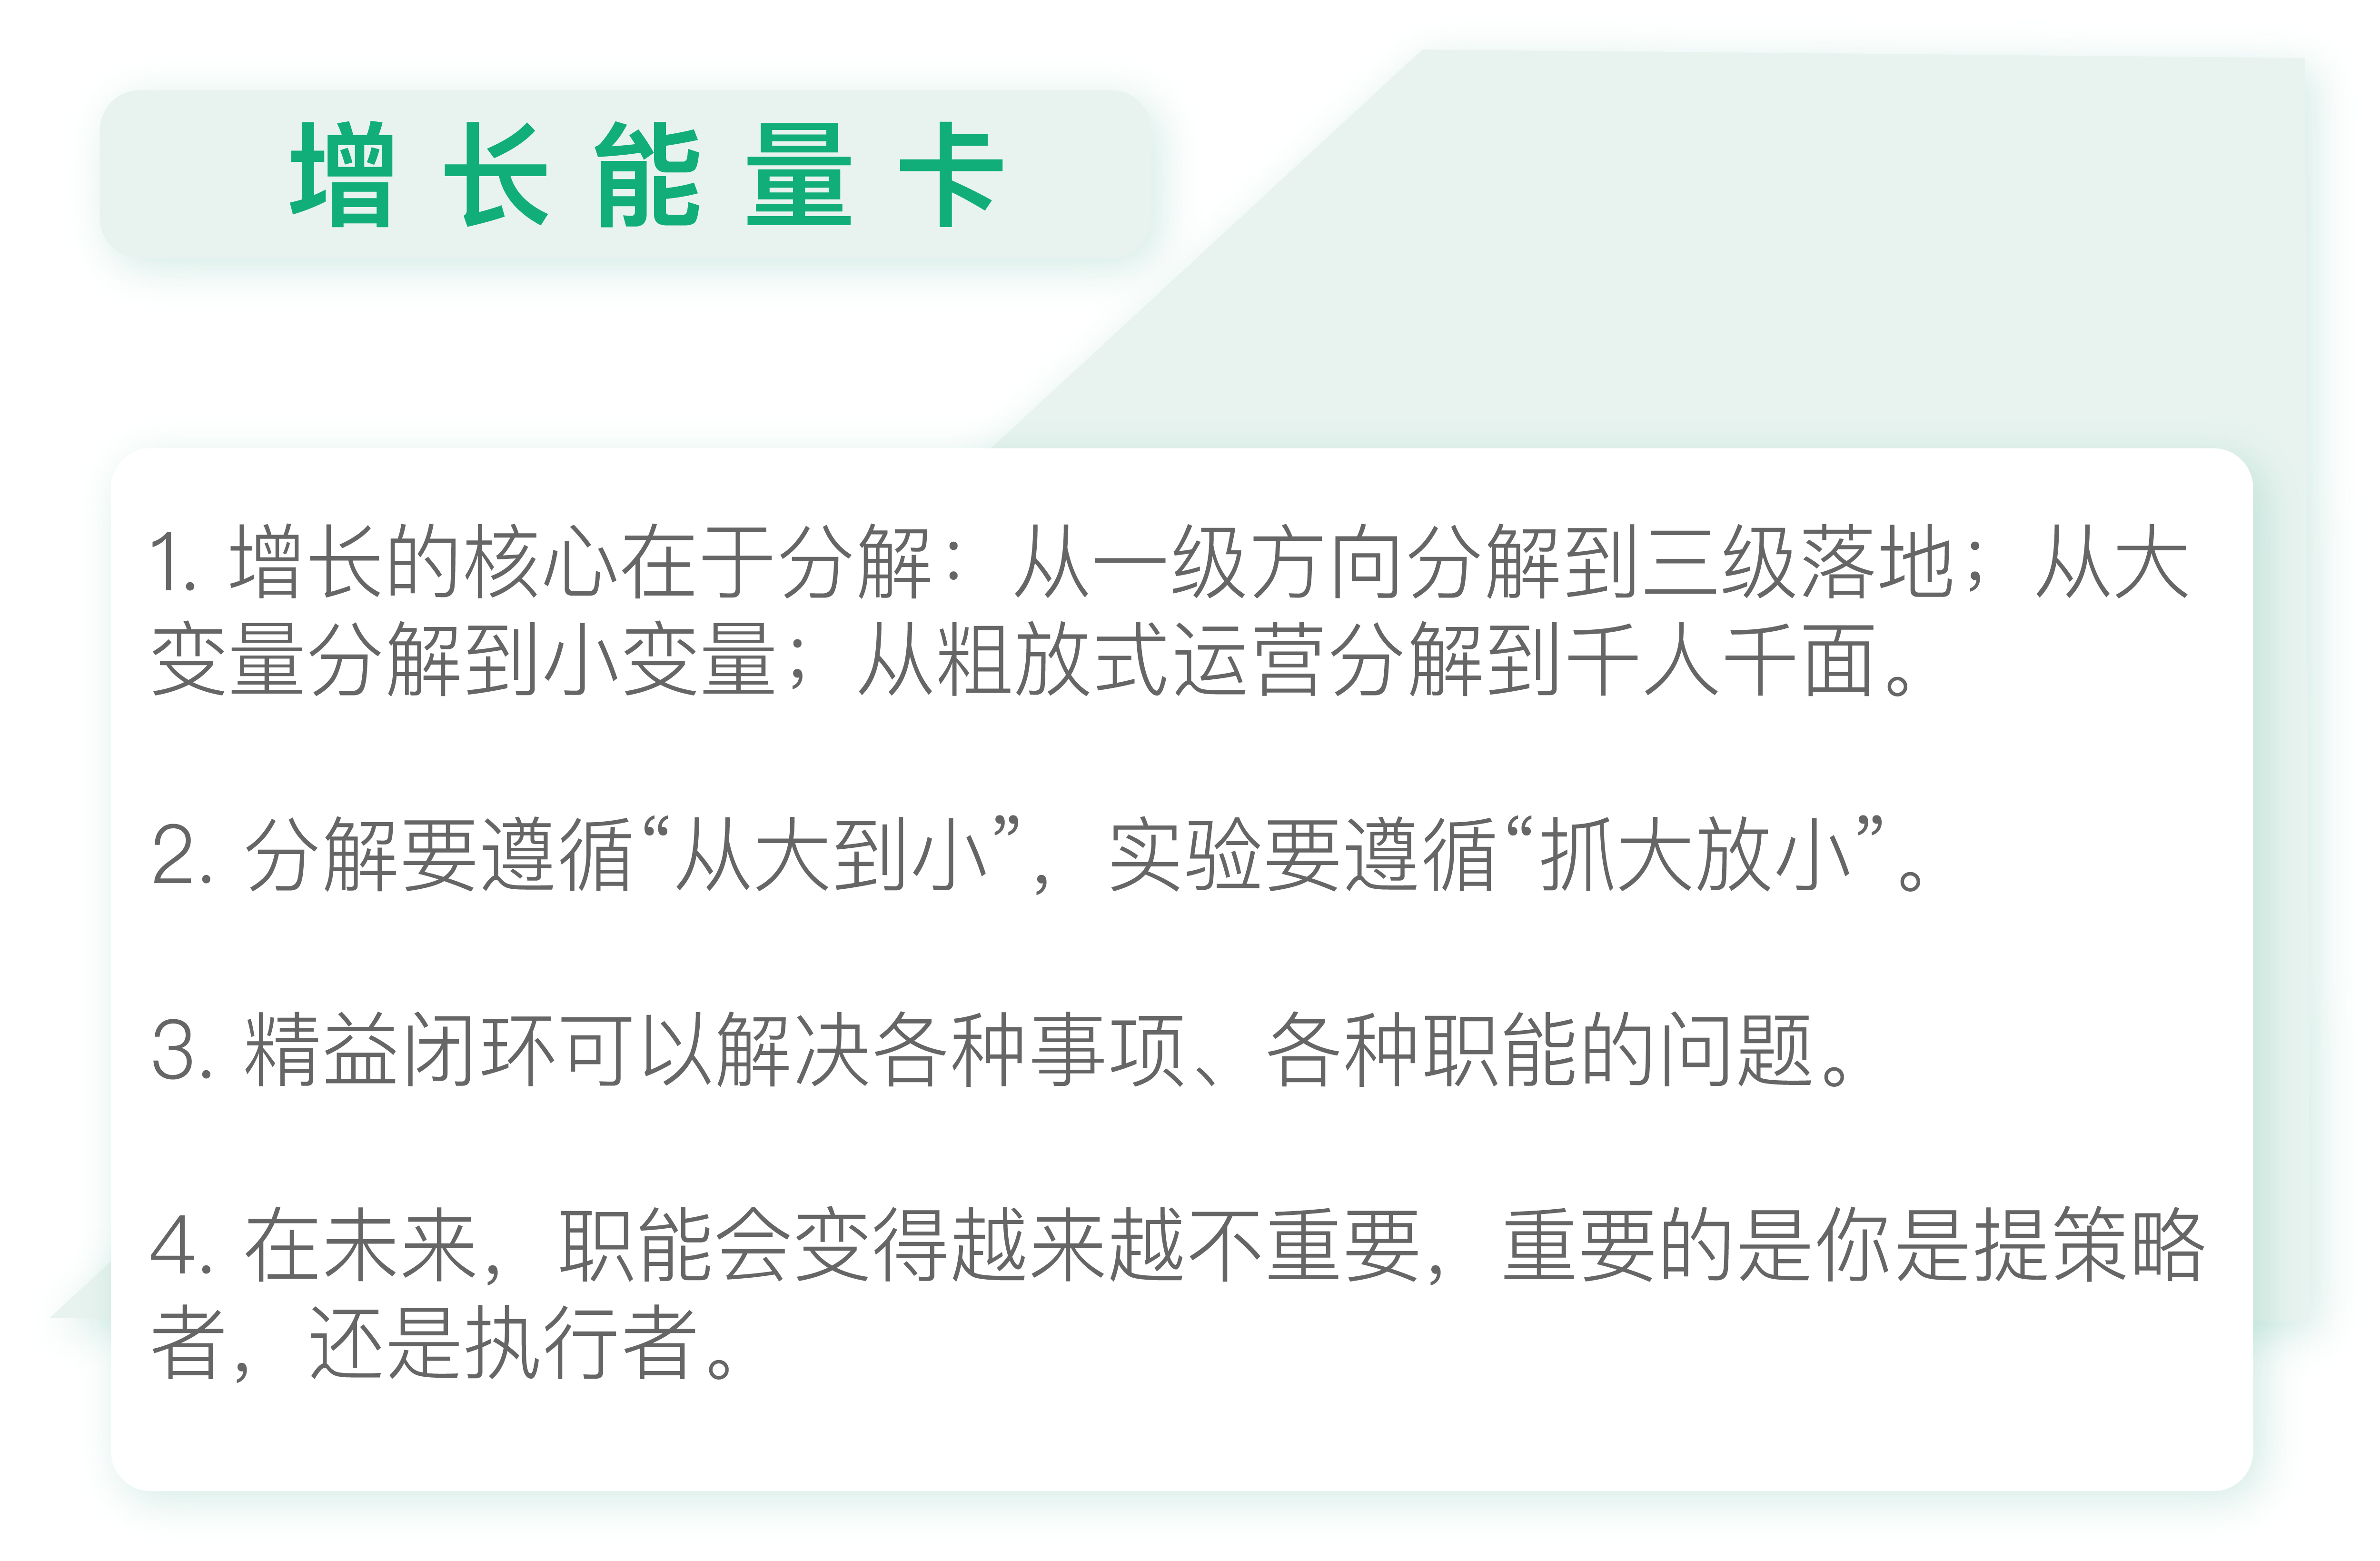 增长能量卡
1. 增长的核心在于分解：从一级方向分解到三级落地；从大
变量分解到小变量；从粗放式运营分解到千人千面。
2. 分解要遵循“从大到小”，实验要遵循“抓大放小”。
3. 精益闭环可以解决各种事项、各种职能的问题。
4. 在未来，职能会变得越来越不重要，重要的是你是提策略
者，还是执行者。